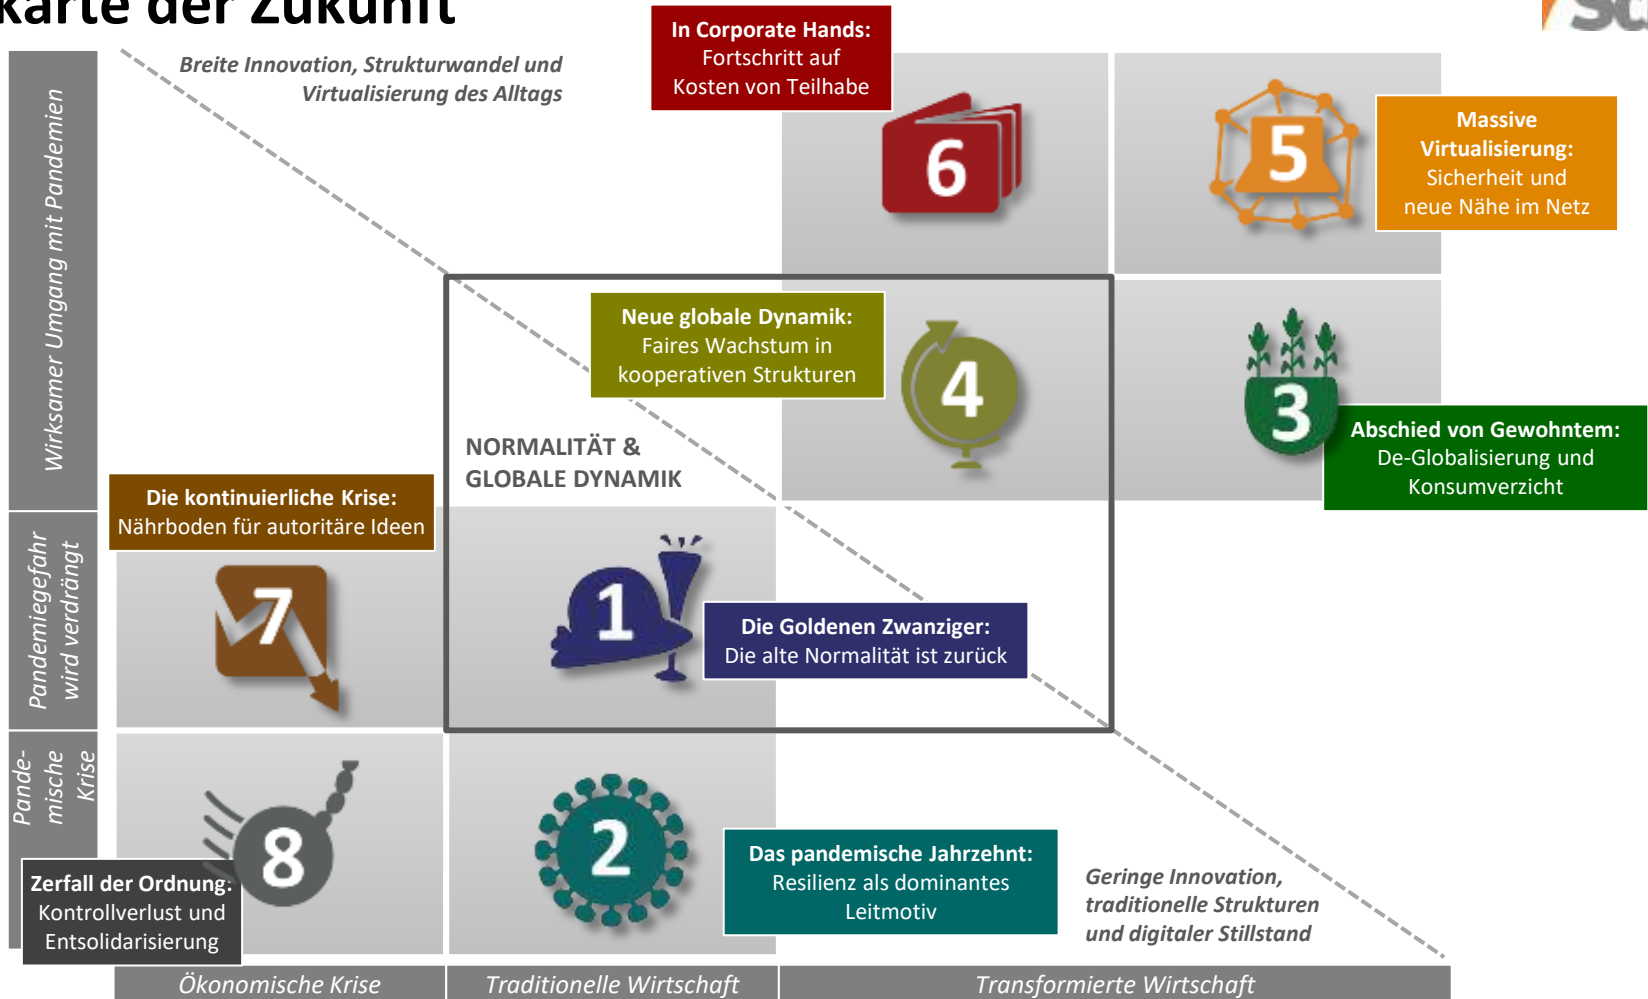 karte der Zukunft
Sc
In Corporate Hands:
Fortschritt auf
Kosten von Teilhabe
Breite Innovation, Strukturwandel und
Virtualisierung des Alltags
6
5
Massive
Virtualisierung:
Sicherheit und
neue Nähe im Netz
Wirksamer Umgang mit Pandemien
Neue globale Dynamik:
Faires Wachstum in
kooperativen Strukturen
4
3
Abschied von Gewohntem:
De-Globalisierung und
Konsumverzicht
NORMALITÄT &
GLOBALE DYNAMIK
Die kontinuierliche Krise:
Nährboden für autoritäre Ideen
Pandemiegefahr
wird verdrängt
7
1
Die Goldenen Zwanziger:
Die alte Normalität ist zurück
Pande-
mische
Krise
8
2
Zerfall der Ordnung:
Kontrollverlust und
Entsolidarisierung
Das pandemische Jahrzehnt:
Resilienz als dominantes
Leitmotiv
Geringe Innovation,
traditionelle Strukturen
und digitaler Stillstand
Ökonomische Krise
Traditionelle Wirtschaft
Transformierte Wirtschaft